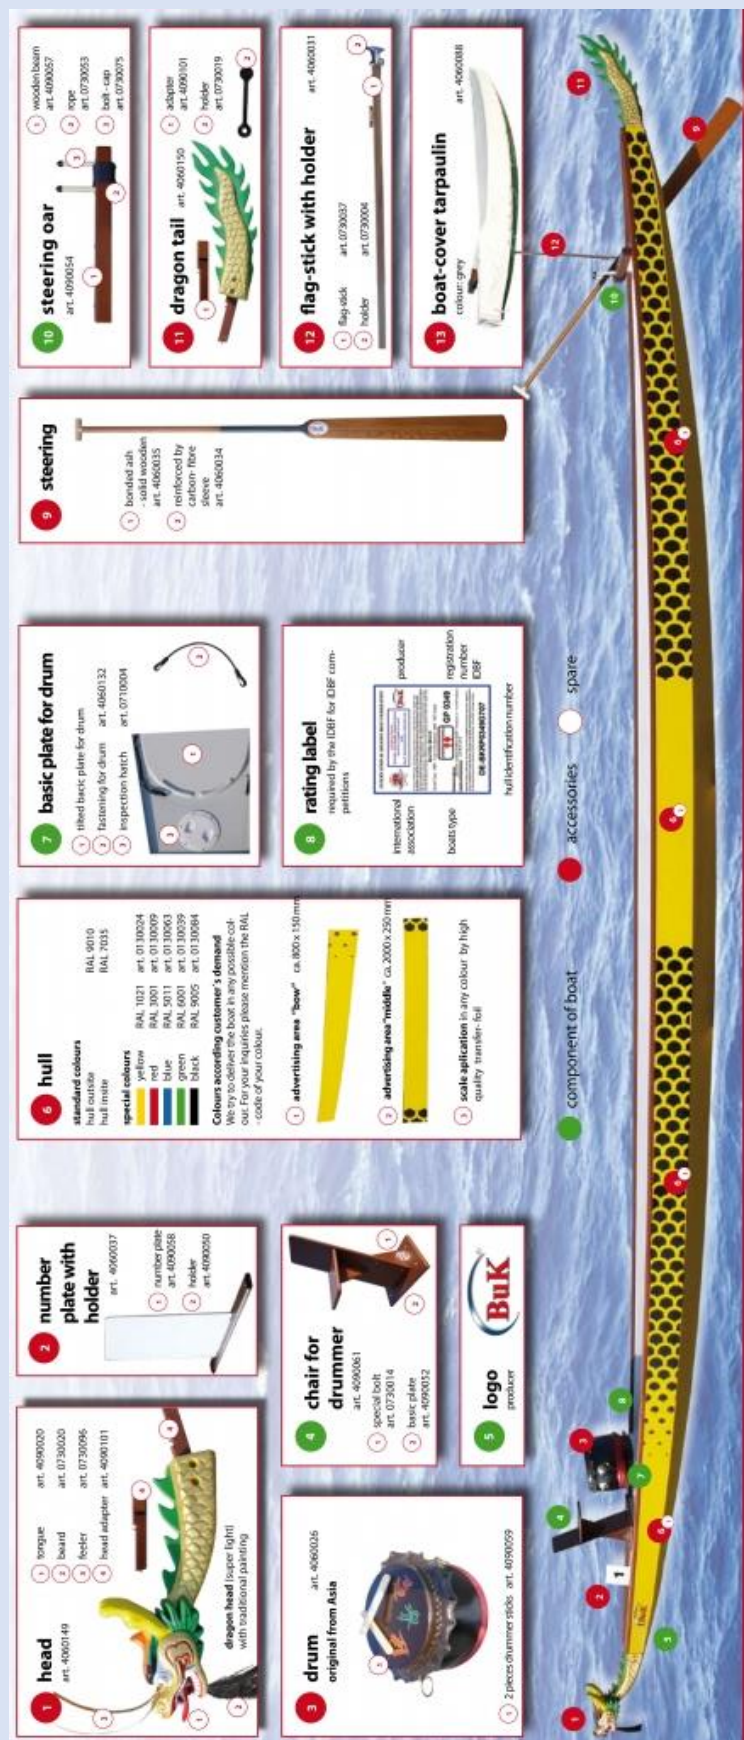 1 head
art. 4060149
1 tongue art. 4090020
2 beard art. 0730020
3 feeler art. 0730096
4 head adapter art. 4090101
dragon head (super light)
with traditional painting
2 number
plate with
holder
art. 4060037
1 number plate
art. 4090058
2 holder
art. 4090050
3 drum
art. 4060026
original from Asia
1 2 pieces drummer sticks art. 4090059
4 chair for
drummer
art. 4090061
1 special bolt
art. 0730014
2 basic plate
art. 4090052
5 logo
producer
BuK
6 hull
standard colours
hull outsite RAL 9010
hull insite RAL 7035
special colours
yellow RAL 1021 art. 0130024
red RAL 3001 art. 0130009
blue RAL 5011 art. 0130063
green RAL 6001 art. 0130039
black RAL 9005 art. 0130084
Colours according customer's demand
We try to deliver the boat in any possible col-
our. For your inquiries please mention the RAL
- code of your colour.
1 advertising area "bow" ca. 800 x 150 mm
2 advertising area "middle" ca. 2000 x 250 mm
3 scale aplication in any colour by high
quality transfer- foil
7 basic plate for drum
1 tilted bacic plate for drum
2 fastening for drum art. 4060132
3 inspection hatch art. 0710004
8 rating label
required by the IDBF for IDBF com-
petitions
international
association
producer
BuK
GP 0349
boats type
registration
number
IDBF
hull identification number
9 steering
1 bonded ash
- solid wooden
art. 4060035
2 reinforced by
carbon- fibre
sleeve
art. 4060034
10 steering oar
art. 4090054
1 wooden beam
art. 4090057
2 rope
art. 0730053
3 bolt - cap
art. 0730075
11 dragon tail
art. 4060150
1 adapter
art. 4090101
2 holder
art. 0730019
12 flag-stick with holder
art. 4060031
1 flag-stick art. 0730037
2 holder art. 0730004
13 boat-cover tarpaulin
colour: grey art. 4060088
component of boat accessories spare
1
BuK